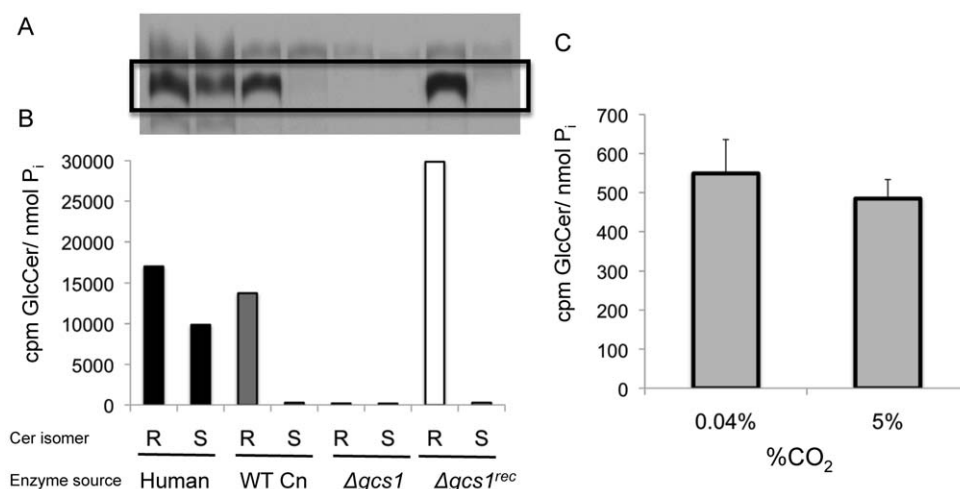 A
B
cpm GlcCer/ nmol Pi
30000
25000
20000
15000
10000
5000
0
Cer isomer R S R S R S R S
Enzyme source Human WT Cn Δgcs1 Δgcs1rec
C
cpm GlcCer/ nmol Pi
700
600
500
400
300
200
100
0
0.04% 5%
%CO2